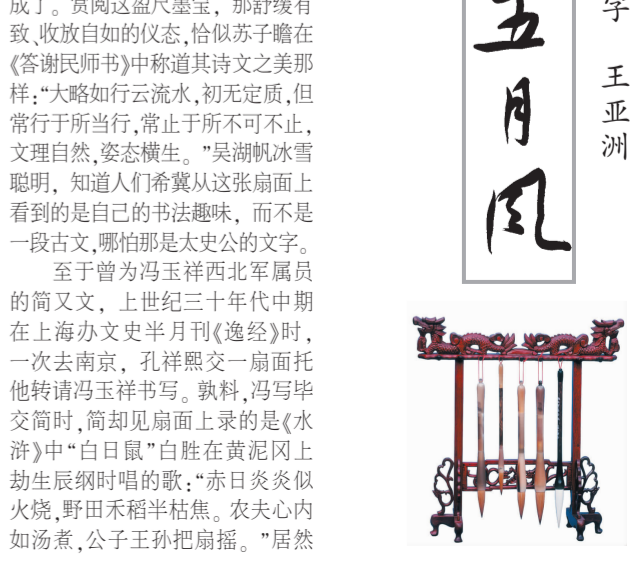 成了。赏阅这盈尺墨宝，那舒缓有
致、收放自如的仪态,恰似苏子瞻在
《答谢民师书》中称道其诗文之美那
样:“大略如行云流水,初无定质,但
常行于所当行,常止于所不可不止,
文理自然,姿态横生。”吴湖帆冰雪
聪明，知道人们希冀从这张扇面上
看到的是自己的书法趣味，而不是
一段古文,哪怕那是太史公的文字。
至于曾为冯玉祥西北军属员
的简又文，上世纪三十年代中期
在上海办文史半月刊《逸经》时，
一次去南京，孔祥熙交一扇面托
他转请冯玉祥书写。孰料,冯写毕
交简时,简却见扇面上录的是《水
浒》中“白日鼠”白胜在黄泥冈上
劫生辰纲时唱的歌:“赤日炎炎似
火烧,野田禾稻半枯焦。农夫心内
如汤煮,公子王孙把扇摇。”居然
五月风
字 王亚洲